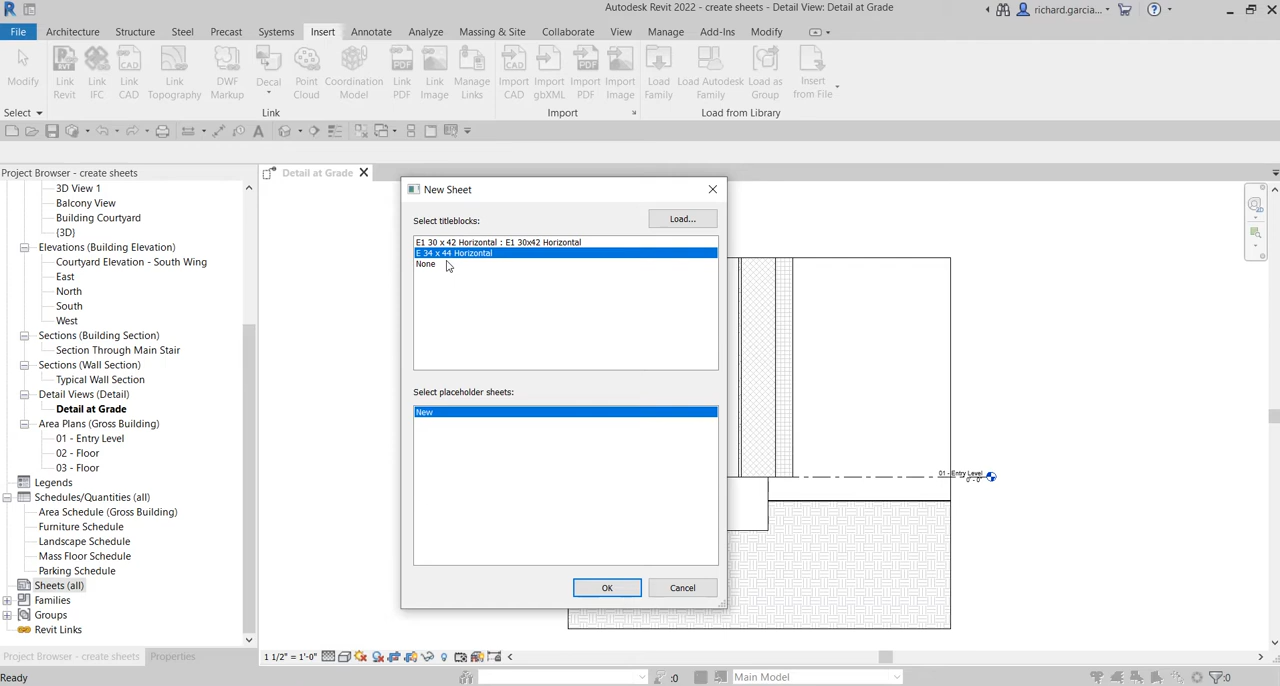 Autodesk Revit 2022 - create sheets - Detail View: Detail at Grade
richard.garcia...
File Architecture Structure Steel Precast Systems Insert Annotate Analyze Massing & Site Collaborate View Manage Add-Ins Modify
Modify
Link Revit
Link IFC
Link CAD
Link Topography
DWF Markup
Decal
Point Cloud
Coordination Model
Link PDF
Link Image
Manage Links
Import CAD
Import gbXML
Import PDF
Import Image
Load Family
Load Autodesk Family
Load as Group
Insert from File
Select Link Import Load from Library
Project Browser - create sheets
Detail at Grade
3D View 1
Balcony View
Building Courtyard
{3D}
Elevations (Building Elevation)
Courtyard Elevation - South Wing
East
North
South
West
Sections (Building Section)
Section Through Main Stair
Sections (Wall Section)
Typical Wall Section
Detail Views (Detail)
Detail at Grade
Area Plans (Gross Building)
01 - Entry Level
02 - Floor
03 - Floor
Legends
Schedules/Quantities (all)
Area Schedule (Gross Building)
Furniture Schedule
Landscape Schedule
Mass Floor Schedule
Parking Schedule
Sheets (all)
Families
Groups
Revit Links
Project Browser - create sheets Properties
New Sheet
Select titleblocks:
Load...
E1 30 x 42 Horizontal : E1 30x42 Horizontal
E 34 x 44 Horizontal
None
Select placeholder sheets:
New
OK Cancel
01 - Entry Level
0' - 0"
1 1/2" = 1'-0"
Ready
:0
Main Model
:0